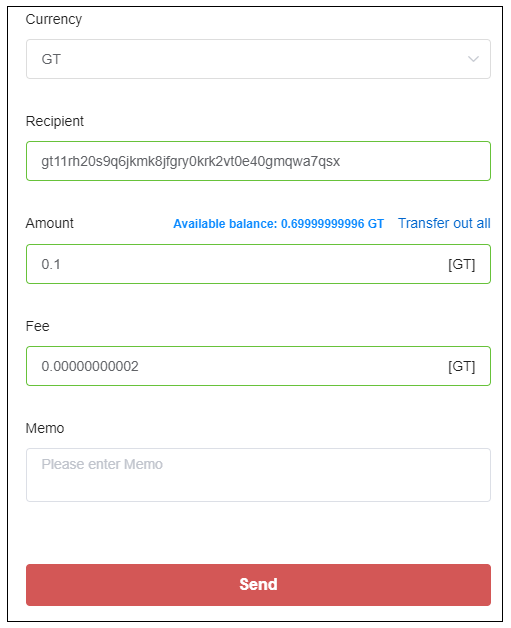 Currency
GT
Recipient
gt11rh20s9q6jkmk8jfgry0krk2vt0e40gmqwa7qsx
Amount Available balance: 0.69999999996 GT Transfer out all
0.1 [GT]
Fee
0.00000000002 [GT]
Memo
Please enter Memo
Send